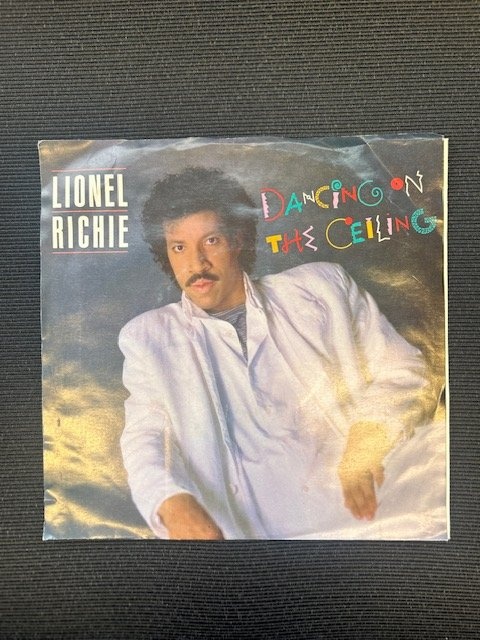 LIONEL
RICHIE
DANCING ON
THE CEILING